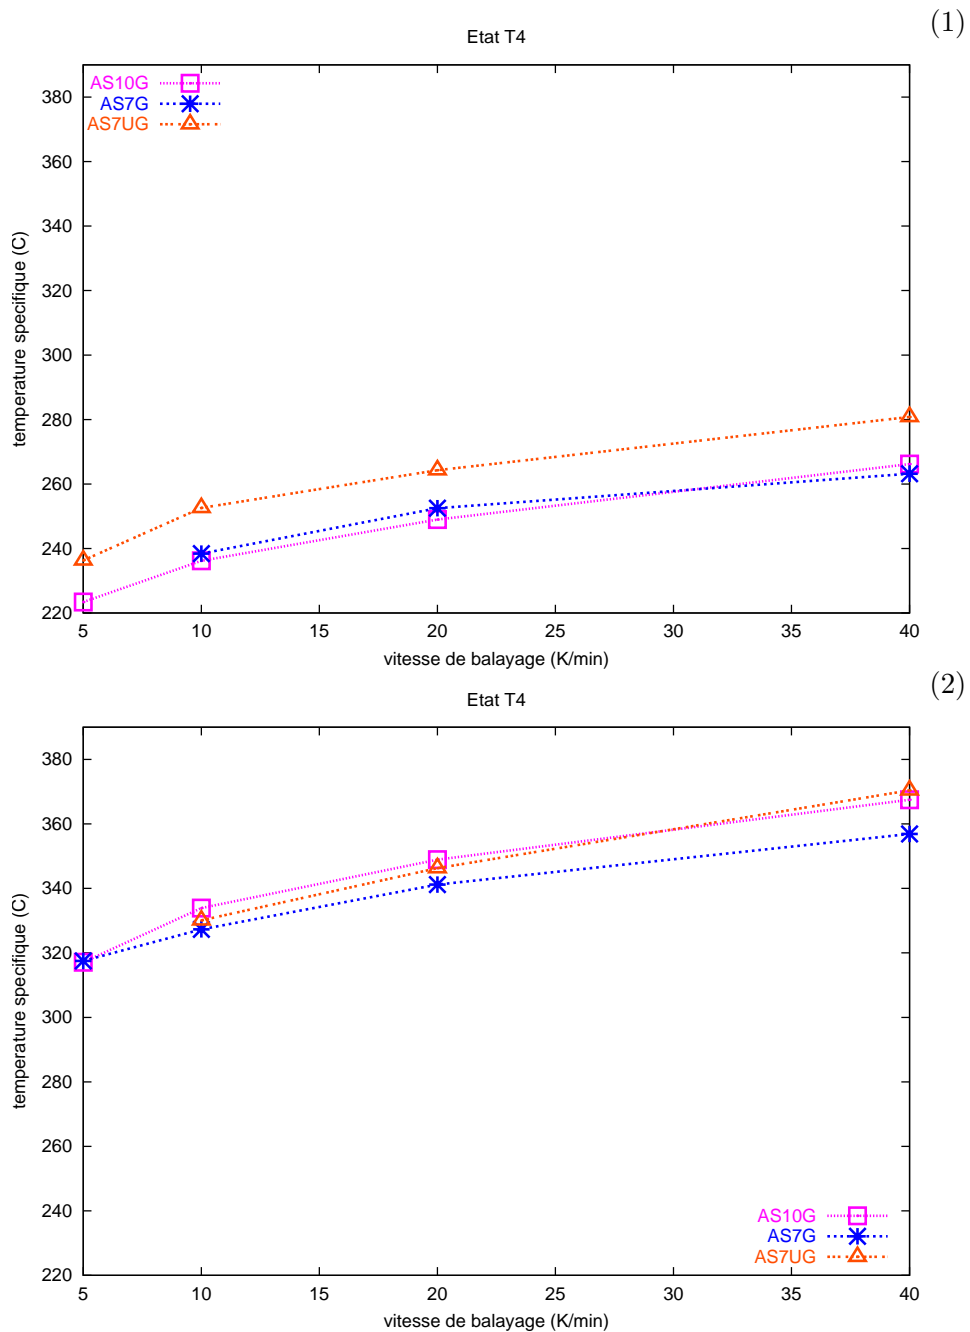 (1)
Etat T4
AS10G
AS7G
AS7UG
380
360
340
320
300
280
260
240
220
temperature specifique (C)
5 10 15 20 25 30 35 40
vitesse de balayage (K/min)
(2)
Etat T4
380
360
340
320
300
280
260
240
220
temperature specifique (C)
AS10G
AS7G
AS7UG
5 10 15 20 25 30 35 40
vitesse de balayage (K/min)